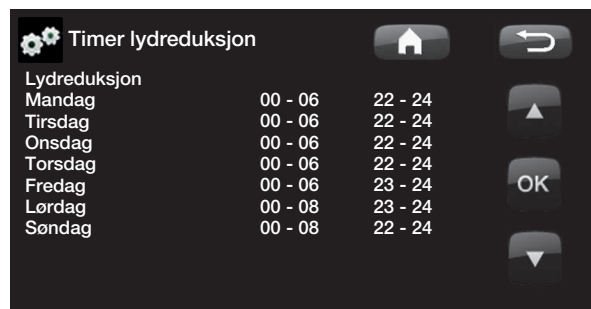 Timer lydreduksjon
Lydreduksjon
Mandag 00 - 06 22 - 24
Tirsdag 00 - 06 22 - 24
Onsdag 00 - 06 22 - 24
Torsdag 00 - 06 22 - 24
Fredag 00 - 06 23 - 24
Lørdag 00 - 08 23 - 24
Søndag 00 - 08 22 - 24
OK